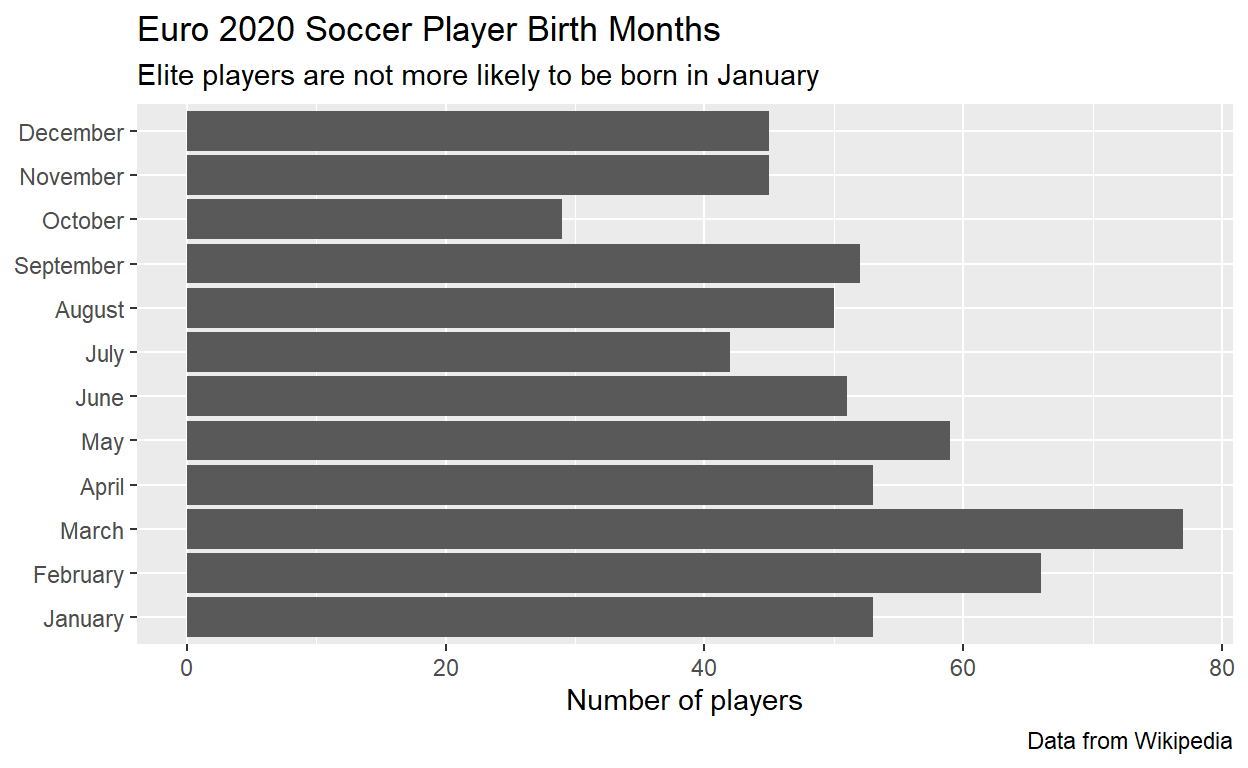 Euro 2020 Soccer Player Birth Months
Elite players are not more likely to be born in January
December
November
October
September
August
July
June
May
April
March
February
January
0 20 40 60 80
Number of players
Data from Wikipedia